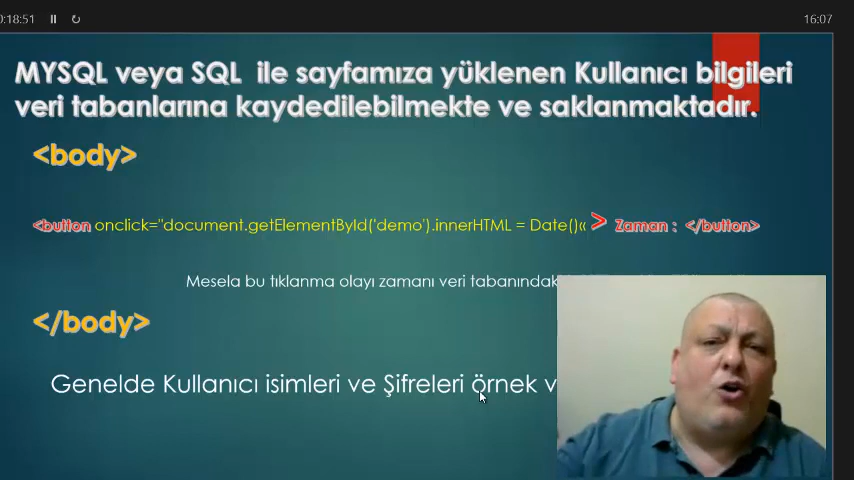 0:18:51
16:07
MYSQL veya SQL ile sayfamıza yüklenen Kullanıcı bilgileri
veri tabanlarına kaydedilebilmekte ve saklanmaktadır.
<body>
<button onclick="document.getElementById('demo').innerHTML = Date()«> Zaman : </button>
Mesela bu tıklanma olayı zamanı veri tabanındak
</body>
Genelde Kullanıcı isimleri ve Şifreleri örnek v